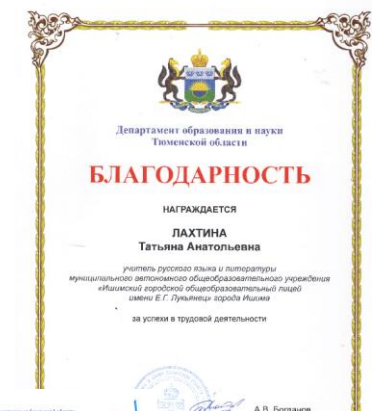 Департамент образования и науки
Тюменской области
БЛАГОДАРНОСТЬ
НАГРАЖДАЕТСЯ
ЛАХТИНА
Татьяна Анатольевна
учитель русского языка и литературы
муниципального автономного общеобразовательного учреждения
«Ишимский городской общеобразовательный лицей
имени Е.Г. Лукьянец» города Ишима
за успехи в трудовой деятельности
А.В. Богданов